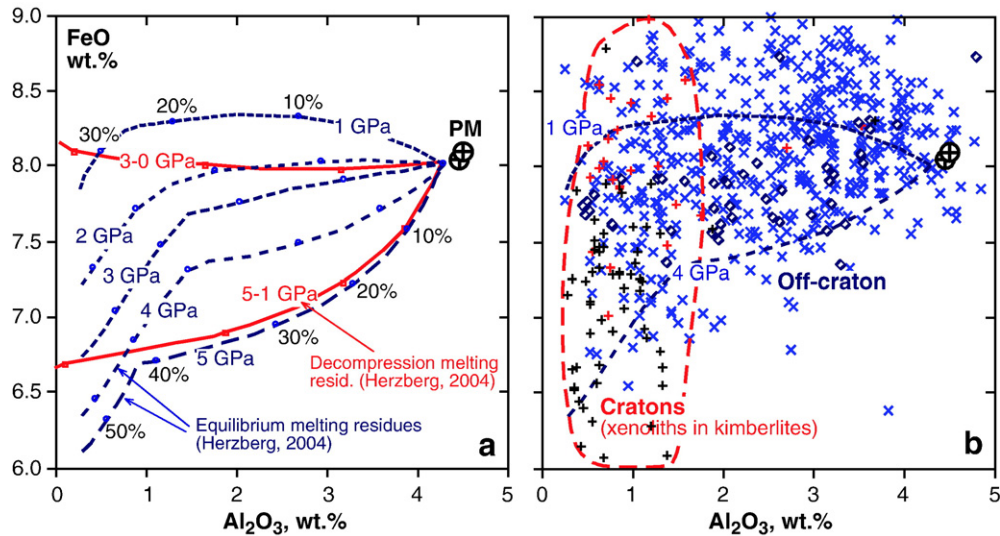 9.0
8.5
8.0
7.5
7.0
6.5
6.0
FeO
wt.%
20%
10%
30%
1 GPa
PM
3-0 GPa
2 GPa
3 GPa
4 GPa
5-1 GPa
10%
20%
30%
5 GPa
40%
50%
Decompression melting
resid. (Herzberg, 2004)
Equilibrium melting residues
(Herzberg, 2004)
a
0 1 2 3 4 5
Al₂O₃, wt.%
1 GPa
4 GPa
Off-craton
Cratons
(xenoliths in kimberlites)
b
0 1 2 3 4 5
Al₂O₃, wt.%